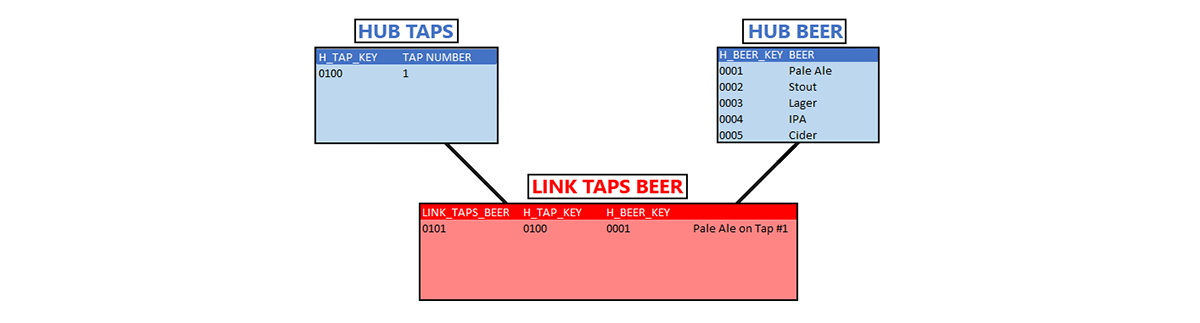 HUB TAPS
H_TAP_KEY TAP NUMBER
0100 1
HUB BEER
H_BEER_KEY BEER
0001 Pale Ale
0002 Stout
0003 Lager
0004 IPA
0005 Cider
LINK TAPS BEER
LINK_TAPS_BEER H_TAP_KEY H_BEER_KEY
0101 0100 0001 Pale Ale on Tap #1